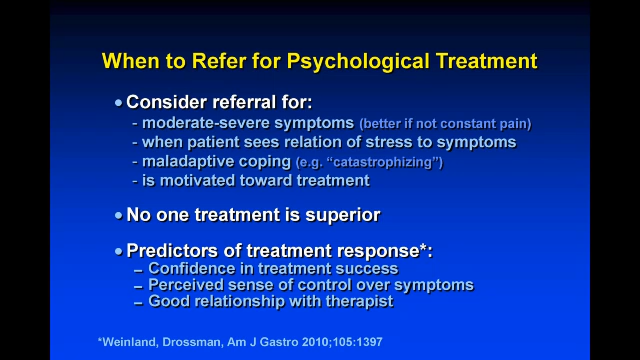 When to Refer for Psychological Treatment
• Consider referral for:
- moderate-severe symptoms (better if not constant pain)
- when patient sees relation of stress to symptoms
- maladaptive coping (e.g. “catastrophizing”)
- is motivated toward treatment
• No one treatment is superior
• Predictors of treatment response*:
– Confidence in treatment success
– Perceived sense of control over symptoms
– Good relationship with therapist
*Weinland, Drossman, Am J Gastro 2010;105:1397